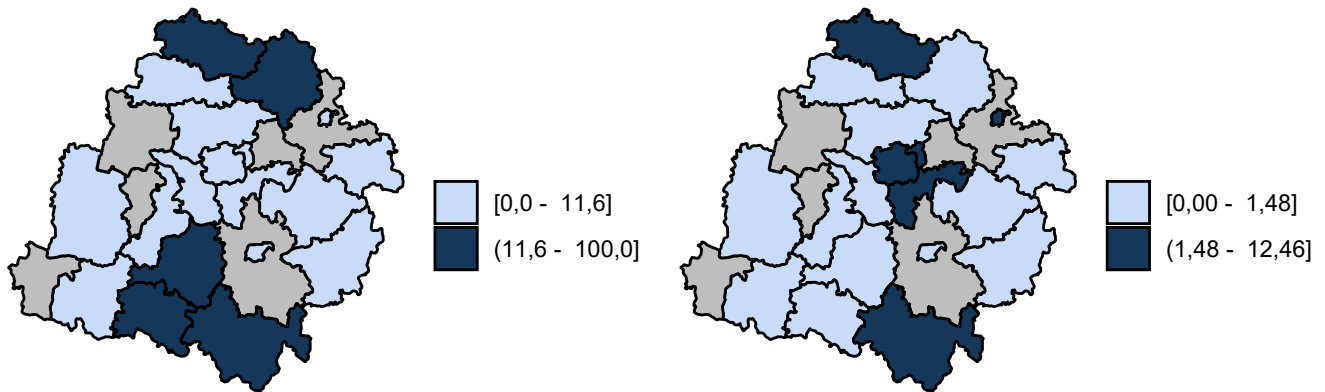 [0,0 -  11,6]
(11,6 -  100,0]
[0,00 -  1,48]
(1,48 -  12,46]